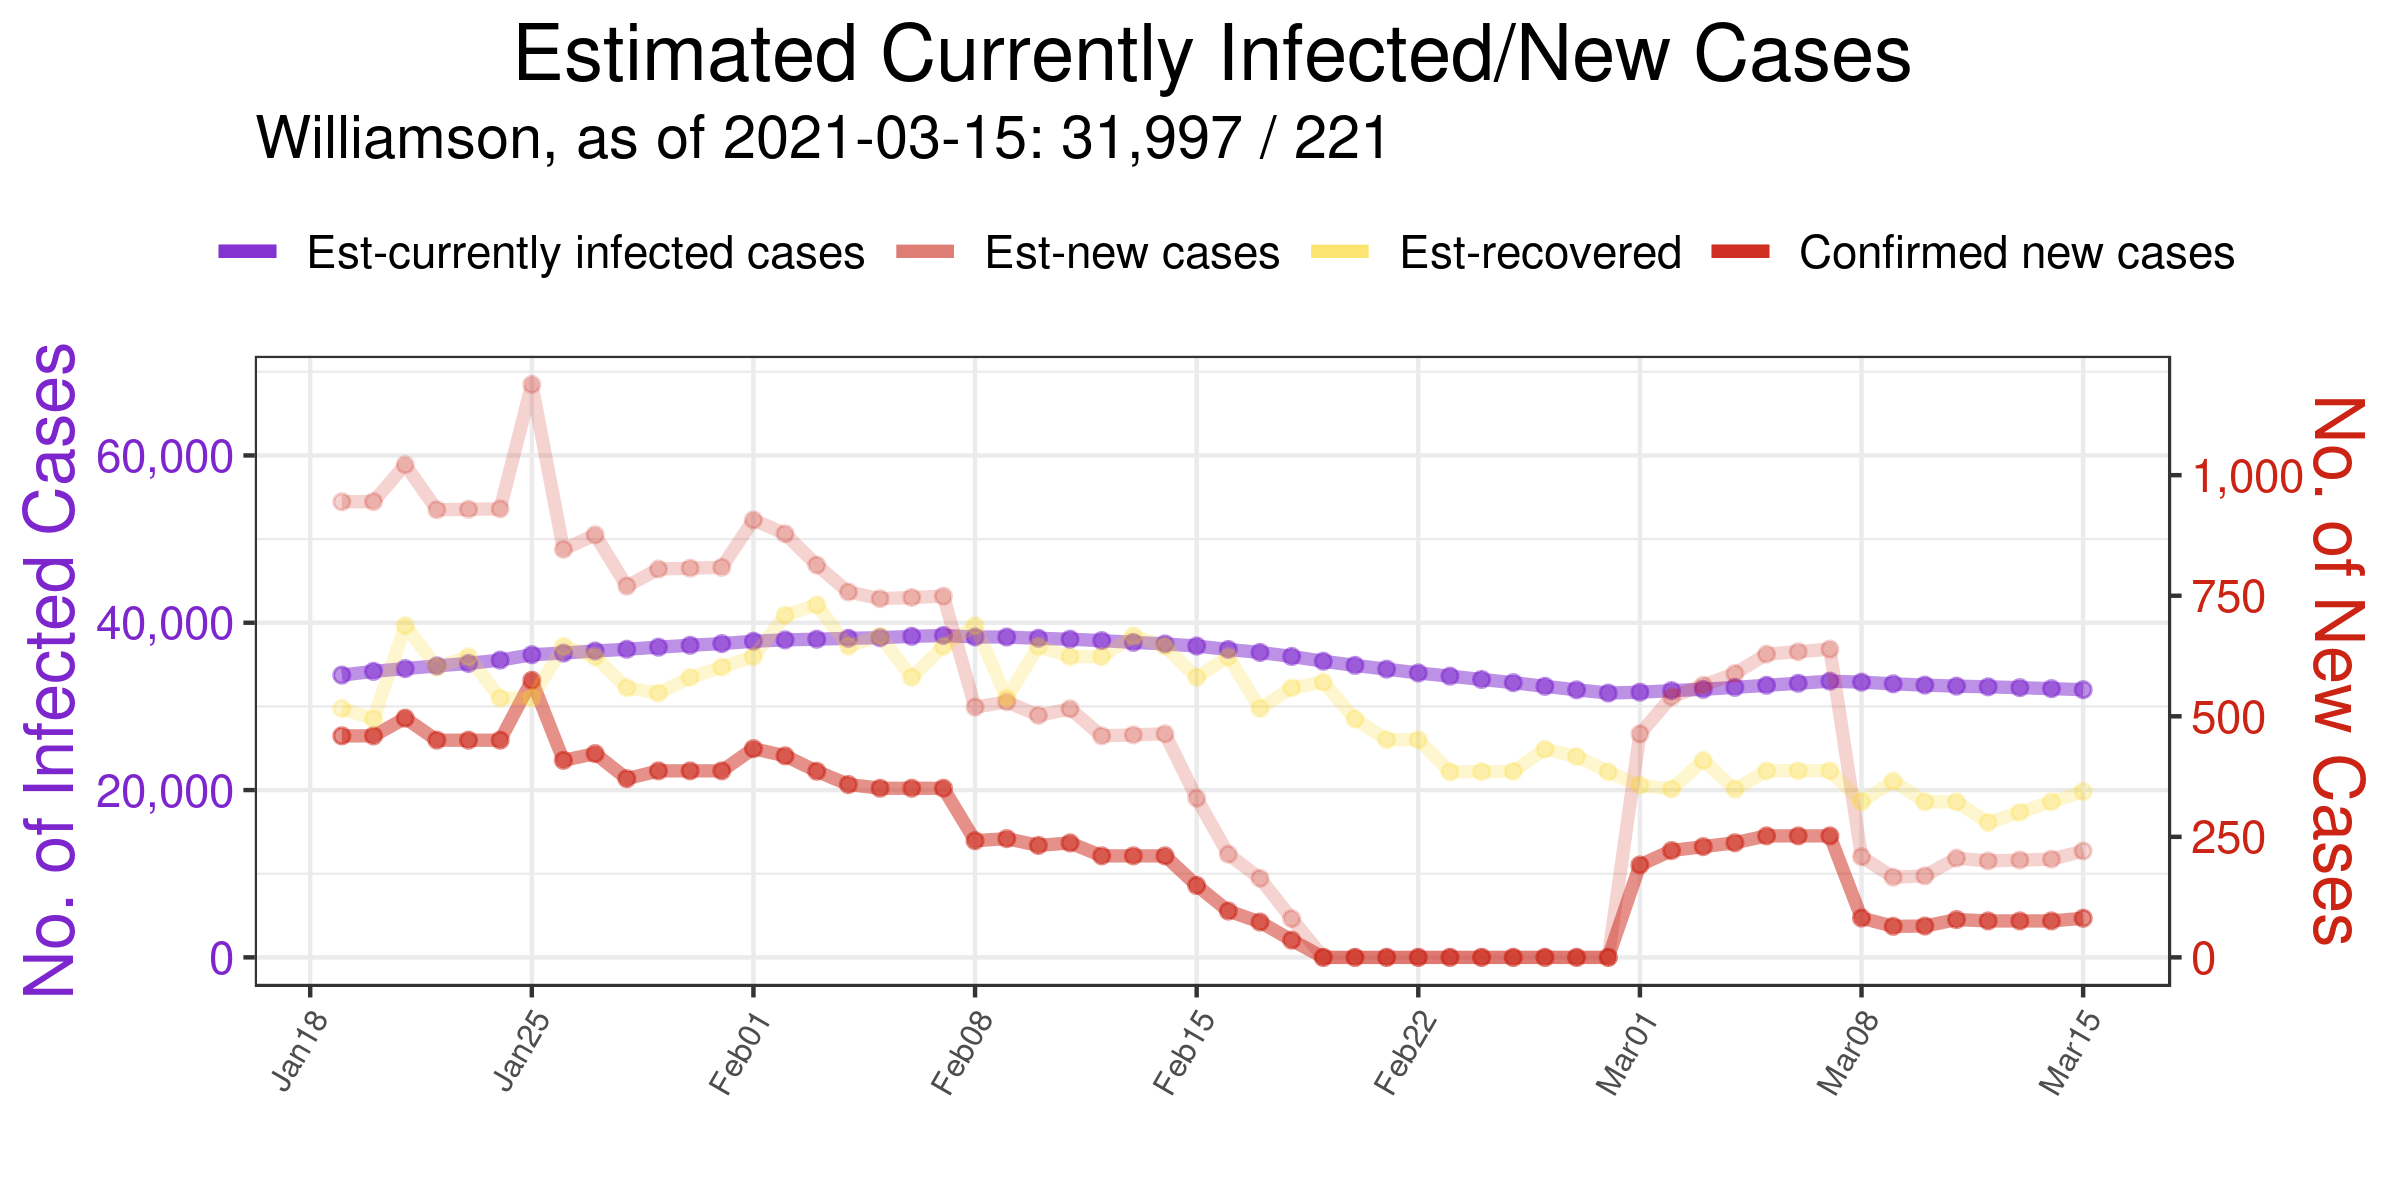 Estimated Currently Infected/New Cases
Williamson, as of 2021-03-15: 31,997 / 221
Est-currently infected cases Est-new cases Est-recovered Confirmed new cases
No. of Infected Cases
60,000
40,000
20,000
0
1,000
750
500
250
0
No. of New Cases
Jan18 Jan25 Feb01 Feb08 Feb15 Feb22 Mar01 Mar08 Mar15